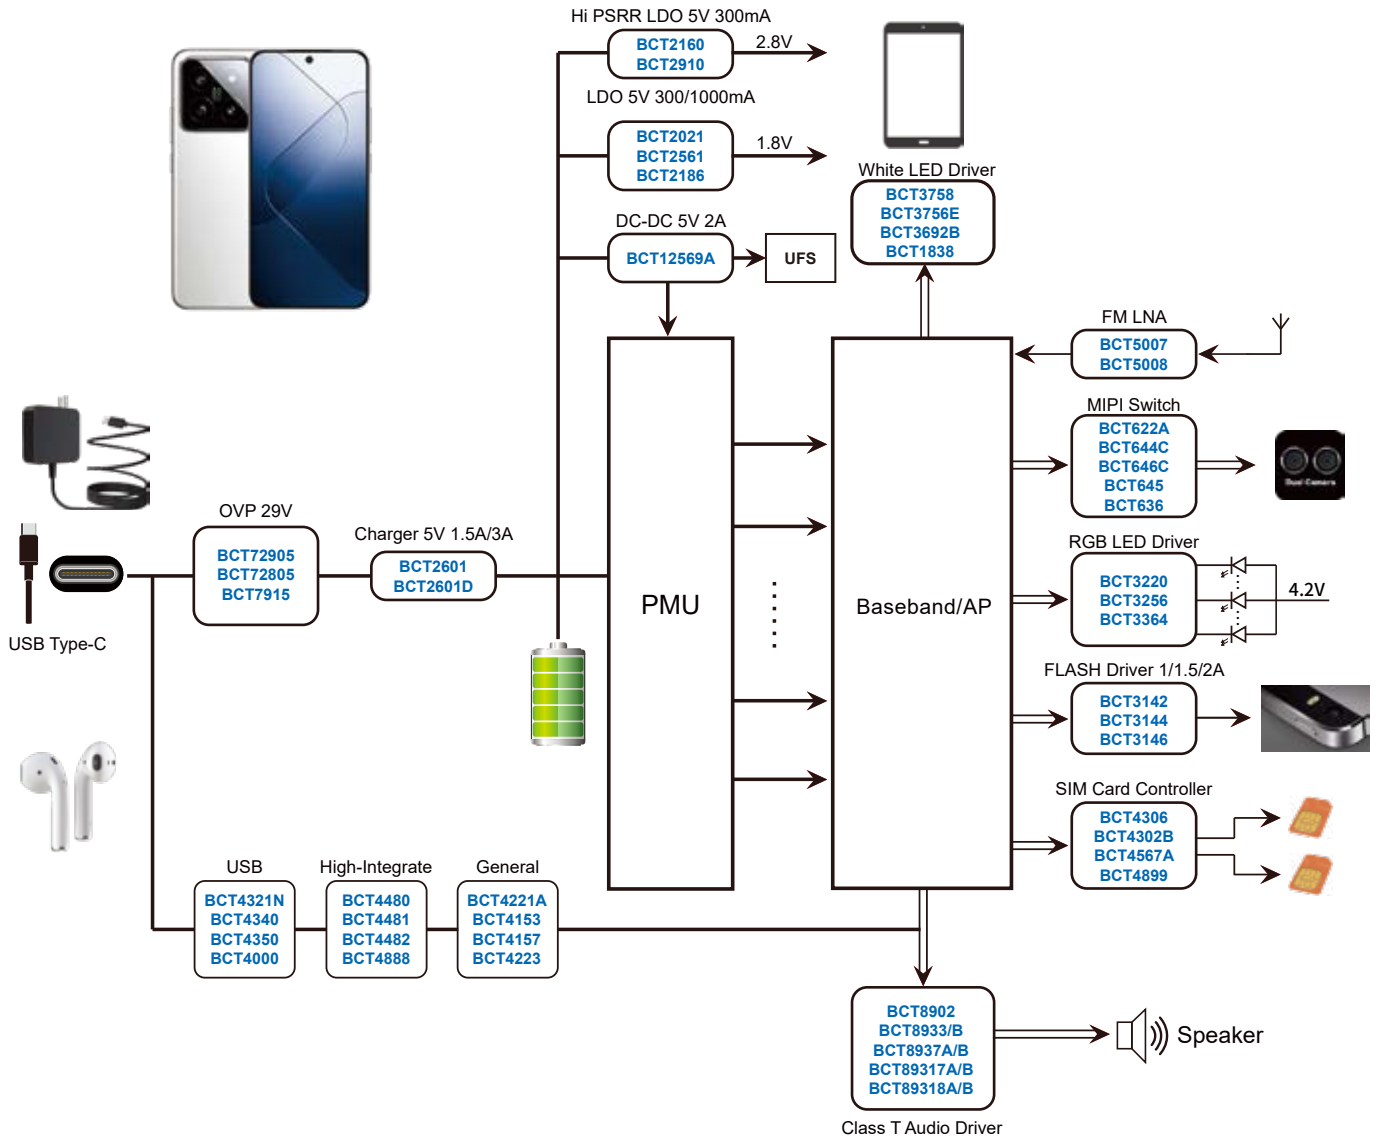 Hi PSRR LDO 5V 300mA
BCT2160
BCT2910
2.8V
LDO 5V 300/1000mA
BCT2021
BCT2561
BCT2186
1.8V
DC-DC 5V 2A
BCT12569A
UFS
White LED Driver
BCT3758
BCT3756E
BCT3692B
BCT1838
FM LNA
BCT5007
BCT5008
MIPI Switch
BCT622A
BCT644C
BCT646C
BCT645
BCT636
Dual Camera
OVP 29V
BCT72905
BCT72805
BCT7915
Charger 5V 1.5A/3A
BCT2601
BCT2601D
USB Type-C
PMU
Baseband/AP
RGB LED Driver
BCT3220
BCT3256
BCT3364
4.2V
FLASH Driver 1/1.5/2A
BCT3142
BCT3144
BCT3146
SIM Card Controller
BCT4306
BCT4302B
BCT4567A
BCT4899
USB
BCT4321N
BCT4340
BCT4350
BCT4000
High-Integrate
BCT4480
BCT4481
BCT4482
BCT4888
General
BCT4221A
BCT4153
BCT4157
BCT4223
BCT8902
BCT8933/B
BCT8937A/B
BCT89317A/B
BCT89318A/B
Speaker
Class T Audio Driver